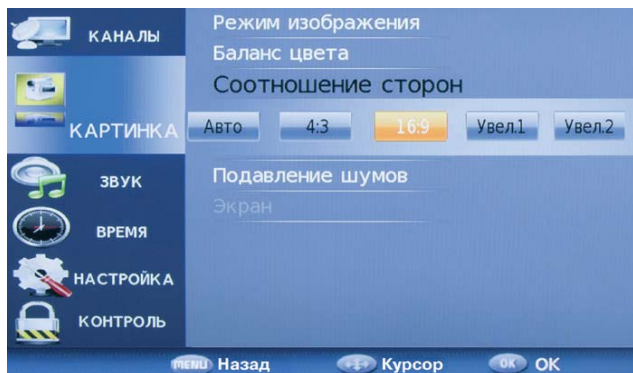 КАНАЛЫ
КАРТИНКА
ЗВУК
ВРЕМЯ
НАСТРОЙКА
КОНТРОЛЬ
Режим изображения
Баланс цвета
Соотношение сторон
Авто 4:3 16:9 Увел.1 Увел.2
Подавление шумов
Экран
MENU Назад Курсор OK OK